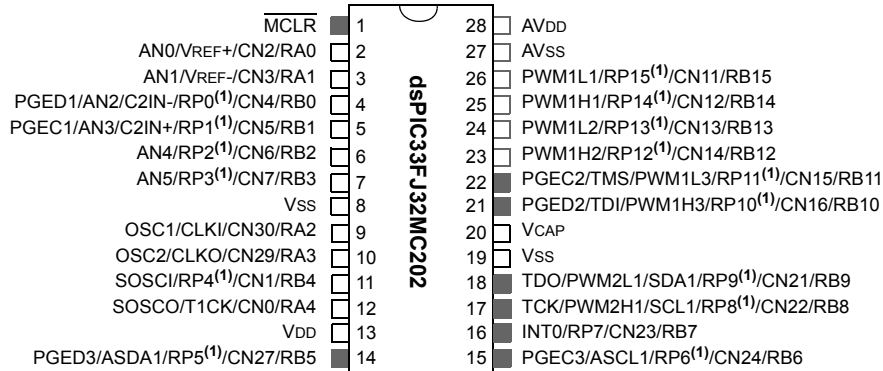 MCLR 1
AN0/VREF+/CN2/RA0 2
AN1/VREF-/CN3/RA1 3
PGED1/AN2/C2IN-/RP0(1)/CN4/RB0 4
PGEC1/AN3/C2IN+/RP1(1)/CN5/RB1 5
AN4/RP2(1)/CN6/RB2 6
AN5/RP3(1)/CN7/RB3 7
VSS 8
OSC1/CLKI/CN30/RA2 9
OSC2/CLKO/CN29/RA3 10
SOSCI/RP4(1)/CN1/RB4 11
SOSCO/T1CK/CN0/RA4 12
VDD 13
PGED3/ASDA1/RP5(1)/CN27/RB5 14
dsPIC33FJ32MC202
28 AVDD
27 AVSS
26 PWM1L1/RP15(1)/CN11/RB15
25 PWM1H1/RP14(1)/CN12/RB14
24 PWM1L2/RP13(1)/CN13/RB13
23 PWM1H2/RP12(1)/CN14/RB12
22 PGEC2/TMS/PWM1L3/RP11(1)/CN15/RB11
21 PGED2/TDI/PWM1H3/RP10(1)/CN16/RB10
20 VCAP
19 VSS
18 TDO/PWM2L1/SDA1/RP9(1)/CN21/RB9
17 TCK/PWM2H1/SCL1/RP8(1)/CN22/RB8
16 INT0/RP7/CN23/RB7
15 PGEC3/ASCL1/RP6(1)/CN24/RB6